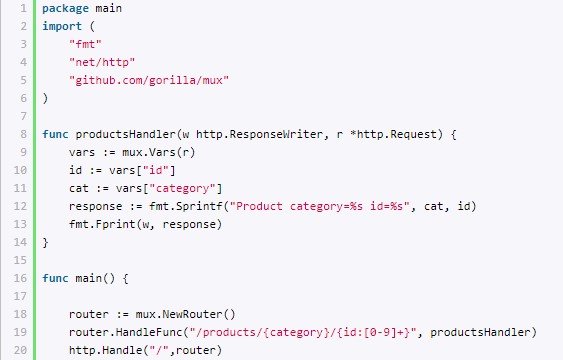 1 package main
2 import (
3     "fmt"
4     "net/http"
5     "github.com/gorilla/mux"
6 )
7
8 func productsHandler(w http.ResponseWriter, r *http.Request) {
9     vars := mux.Vars(r)
10     id := vars["id"]
11     cat := vars["category"]
12     response := fmt.Sprintf("Product category=%s id=%s", cat, id)
13     fmt.Fprint(w, response)
14 }
15
16 func main() {
17
18     router := mux.NewRouter()
19     router.HandleFunc("/products/{category}/{id:[0-9]+}", productsHandler)
20     http.Handle("/",router)